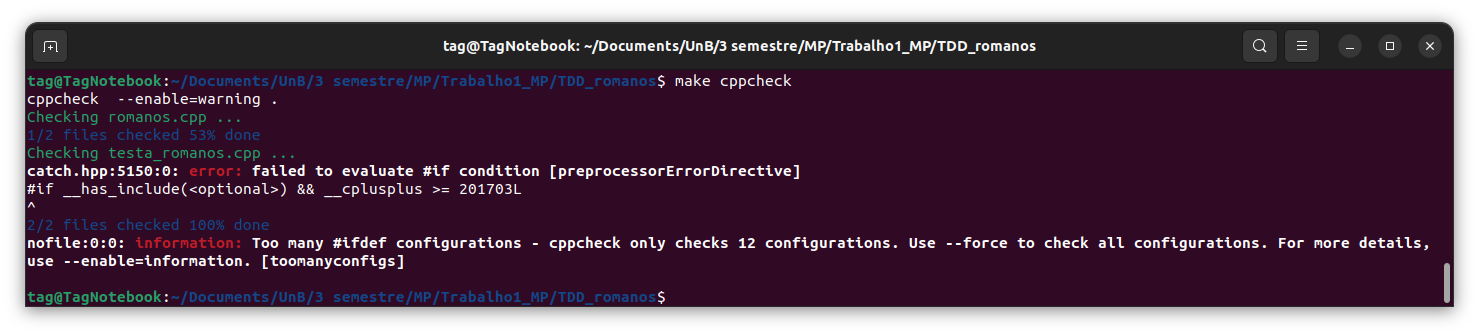 tag@TagNotebook: ~/Documents/UnB/3 semestre/MP/Trabalho1_MP/TDD_romanos
tag@TagNotebook:~/Documents/UnB/3 semestre/MP/Trabalho1_MP/TDD_romanos$ make cppcheck
cppcheck  --enable=warning .
Checking romanos.cpp ...
1/2 files checked 53% done
Checking testa_romanos.cpp ...
catch.hpp:5150:0: error: failed to evaluate #if condition [preprocessorErrorDirective]
#if __has_include(<optional>) && __cplusplus >= 201703L
^
2/2 files checked 100% done
nofile:0:0: information: Too many #ifdef configurations - cppcheck only checks 12 configurations. Use --force to check all configurations. For more details,
use --enable=information. [toomanyconfigs]
tag@TagNotebook:~/Documents/UnB/3 semestre/MP/Trabalho1_MP/TDD_romanos$